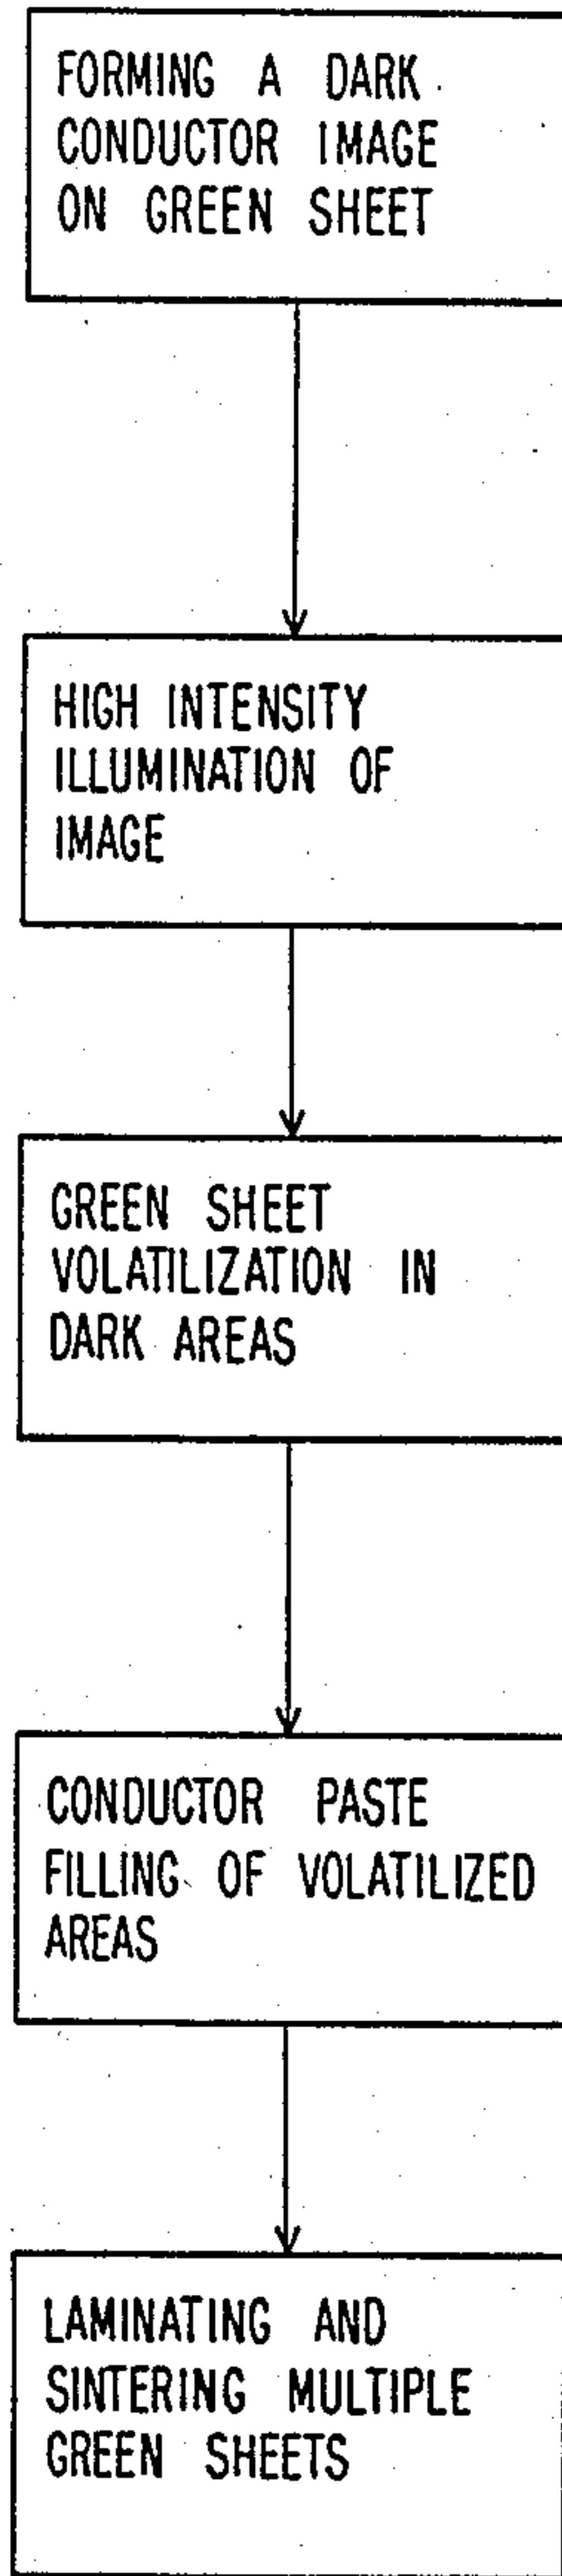 FORMING A DARK
CONDUCTOR IMAGE
ON GREEN SHEET
HIGH INTENSITY
ILLUMINATION OF
IMAGE
GREEN SHEET
VOLATILIZATION IN
DARK AREAS
CONDUCTOR PASTE
FILLING OF VOLATILIZED
AREAS
LAMINATING AND
SINTERING MULTIPLE
GREEN SHEETS